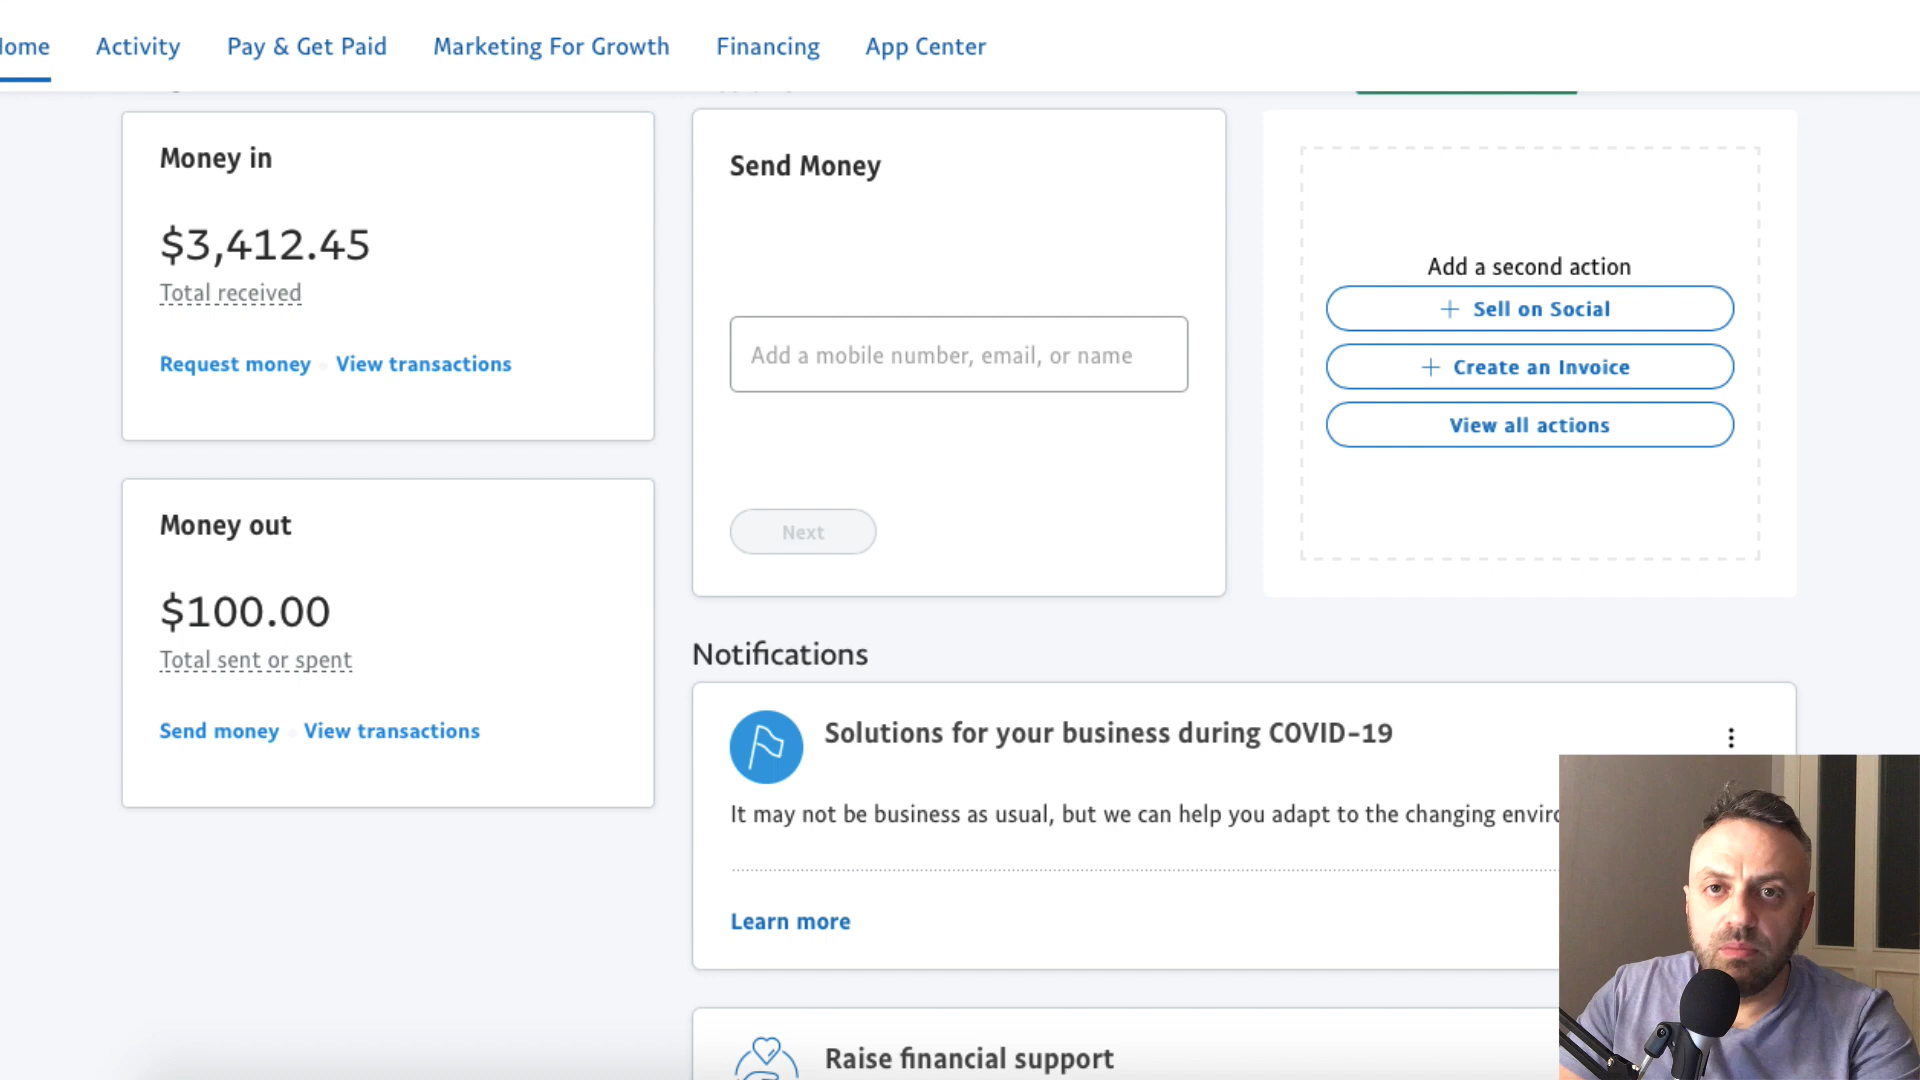 ome
Activity
Pay & Get Paid
Marketing For Growth
Financing
App Center
Money in
$3,412.45
Total received
Request money
View transactions
Money out
$100.00
Total sent or spent
Send money
View transactions
Send Money
Add a mobile number, email, or name
Next
Add a second action
+ Sell on Social
+ Create an Invoice
View all actions
Notifications
Solutions for your business during COVID-19
It may not be business as usual, but we can help you adapt to the changing enviro
Learn more
Raise financial support